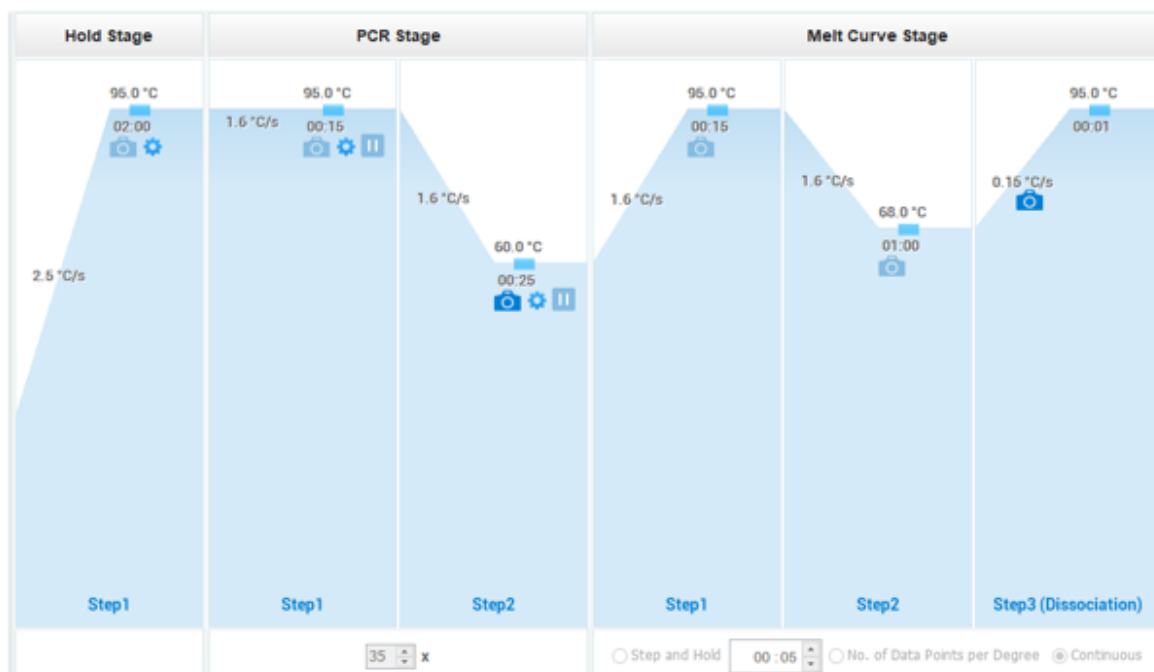 Hold Stage
PCR Stage
Melt Curve Stage
95.0 °C
02:00
2.5 °C/s
Step1
95.0 °C
1.6 °C/s
00:15
Step1
1.6 °C/s
60.0 °C
00:25
Step2
95.0 °C
00:15
1.6 °C/s
Step1
1.6 °C/s
68.0 °C
01:00
Step2
95.0 °C
00:01
0.15 °C/s
Step3 (Dissociation)
35 x
Step and Hold 00 :05 No. of Data Points per Degree Continuous